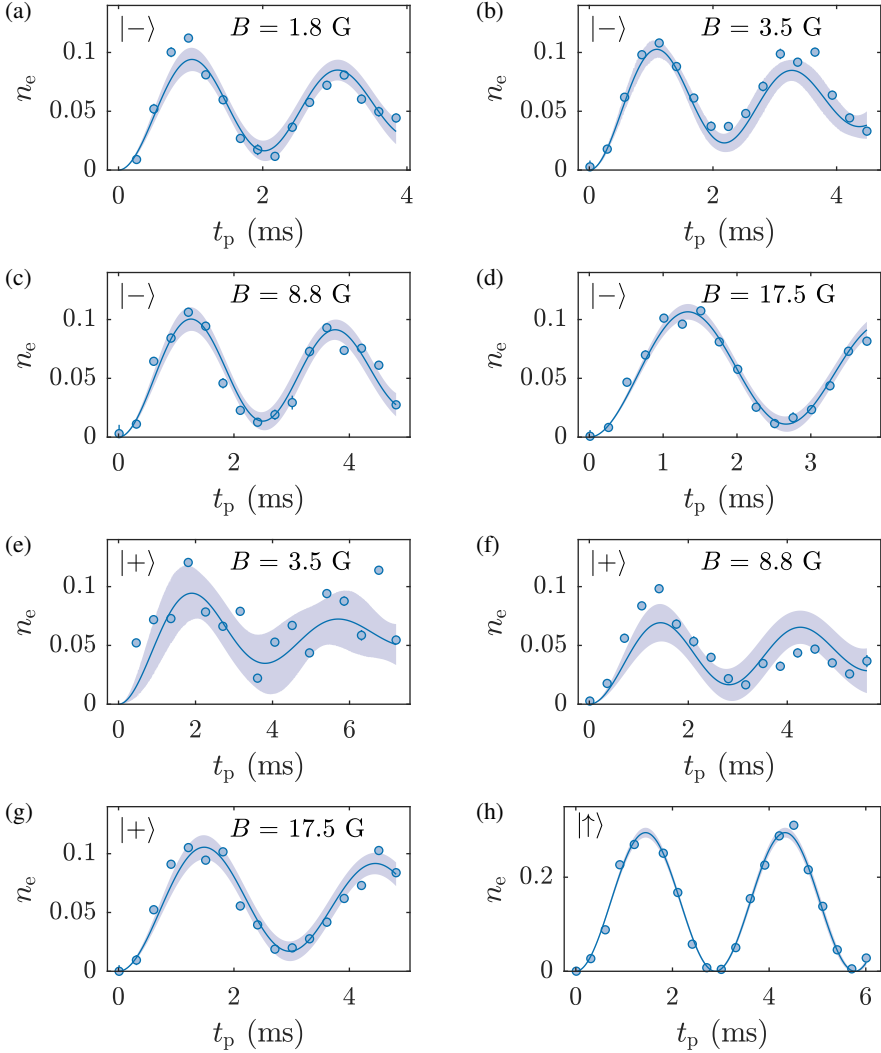 (a) |−⟩ B = 1.8 G
0.1
0.05
0
n_e
0 2 4
t_p (ms)
(b) |−⟩ B = 3.5 G
0.1
0.05
0
n_e
0 2 4
t_p (ms)
(c) |−⟩ B = 8.8 G
0.1
0.05
0
n_e
0 2 4
t_p (ms)
(d) |−⟩ B = 17.5 G
0.1
0.05
0
n_e
0 1 2 3
t_p (ms)
(e) |+⟩ B = 3.5 G
0.1
0.05
0
n_e
0 2 4 6
t_p (ms)
(f) |+⟩ B = 8.8 G
0.1
0.05
0
n_e
0 2 4
t_p (ms)
(g) |+⟩ B = 17.5 G
0.1
0.05
0
n_e
0 2 4
t_p (ms)
(h) |↑⟩
0.2
0
n_e
0 2 4 6
t_p (ms)